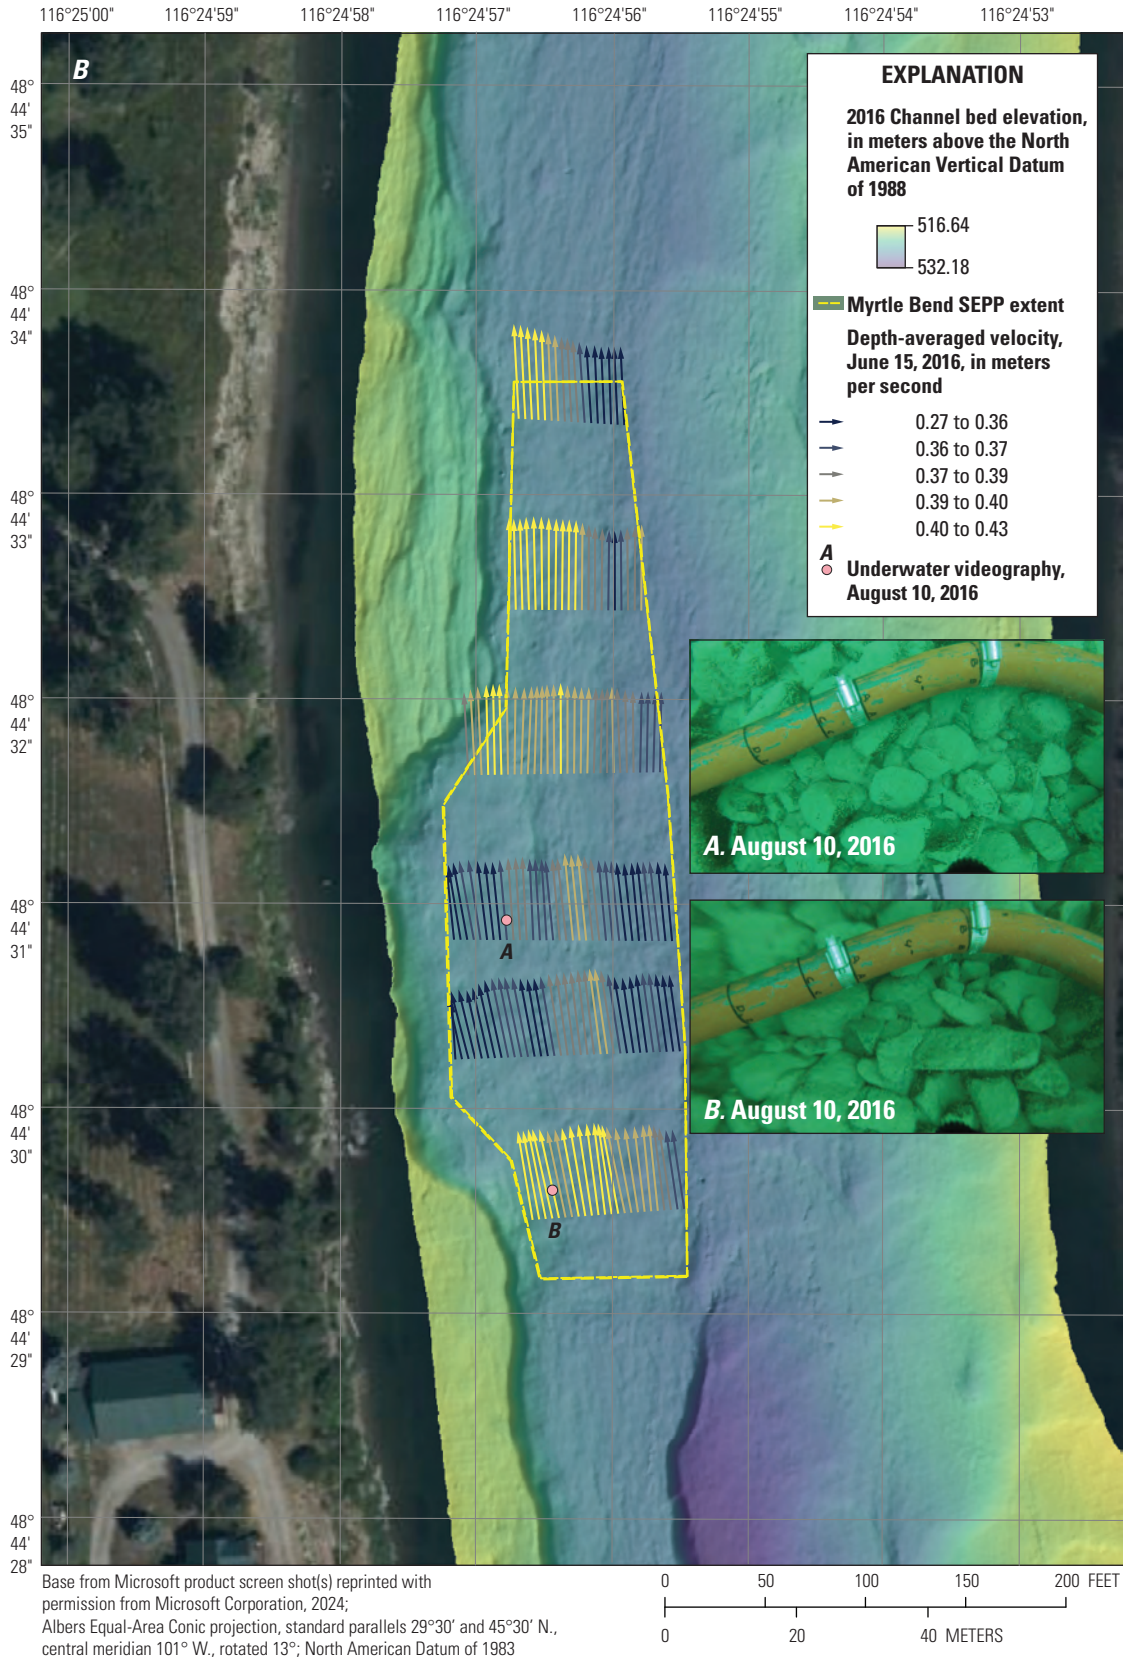 116°25'00"
116°24'59"
116°24'58"
116°24'57"
116°24'56"
116°24'55"
116°24'54"
116°24'53"
B
48°
44'
35"
48°
44'
34"
48°
44'
33"
48°
44'
32"
48°
44'
31"
48°
44'
30"
48°
44'
29"
48°
44'
28"
EXPLANATION
2016 Channel bed elevation,
in meters above the North
American Vertical Datum
of 1988
516.64
532.18
Myrtle Bend SEPP extent
Depth-averaged velocity,
June 15, 2016, in meters
per second
0.27 to 0.36
0.36 to 0.37
0.37 to 0.39
0.39 to 0.40
0.40 to 0.43
A
Underwater videography,
August 10, 2016
A. August 10, 2016
B. August 10, 2016
A
B
Base from Microsoft product screen shot(s) reprinted with
permission from Microsoft Corporation, 2024;
Albers Equal-Area Conic projection, standard parallels 29°30′ and 45°30′ N.,
central meridian 101° W., rotated 13°; North American Datum of 1983
0 50 100 150 200 FEET
0 20 40 METERS